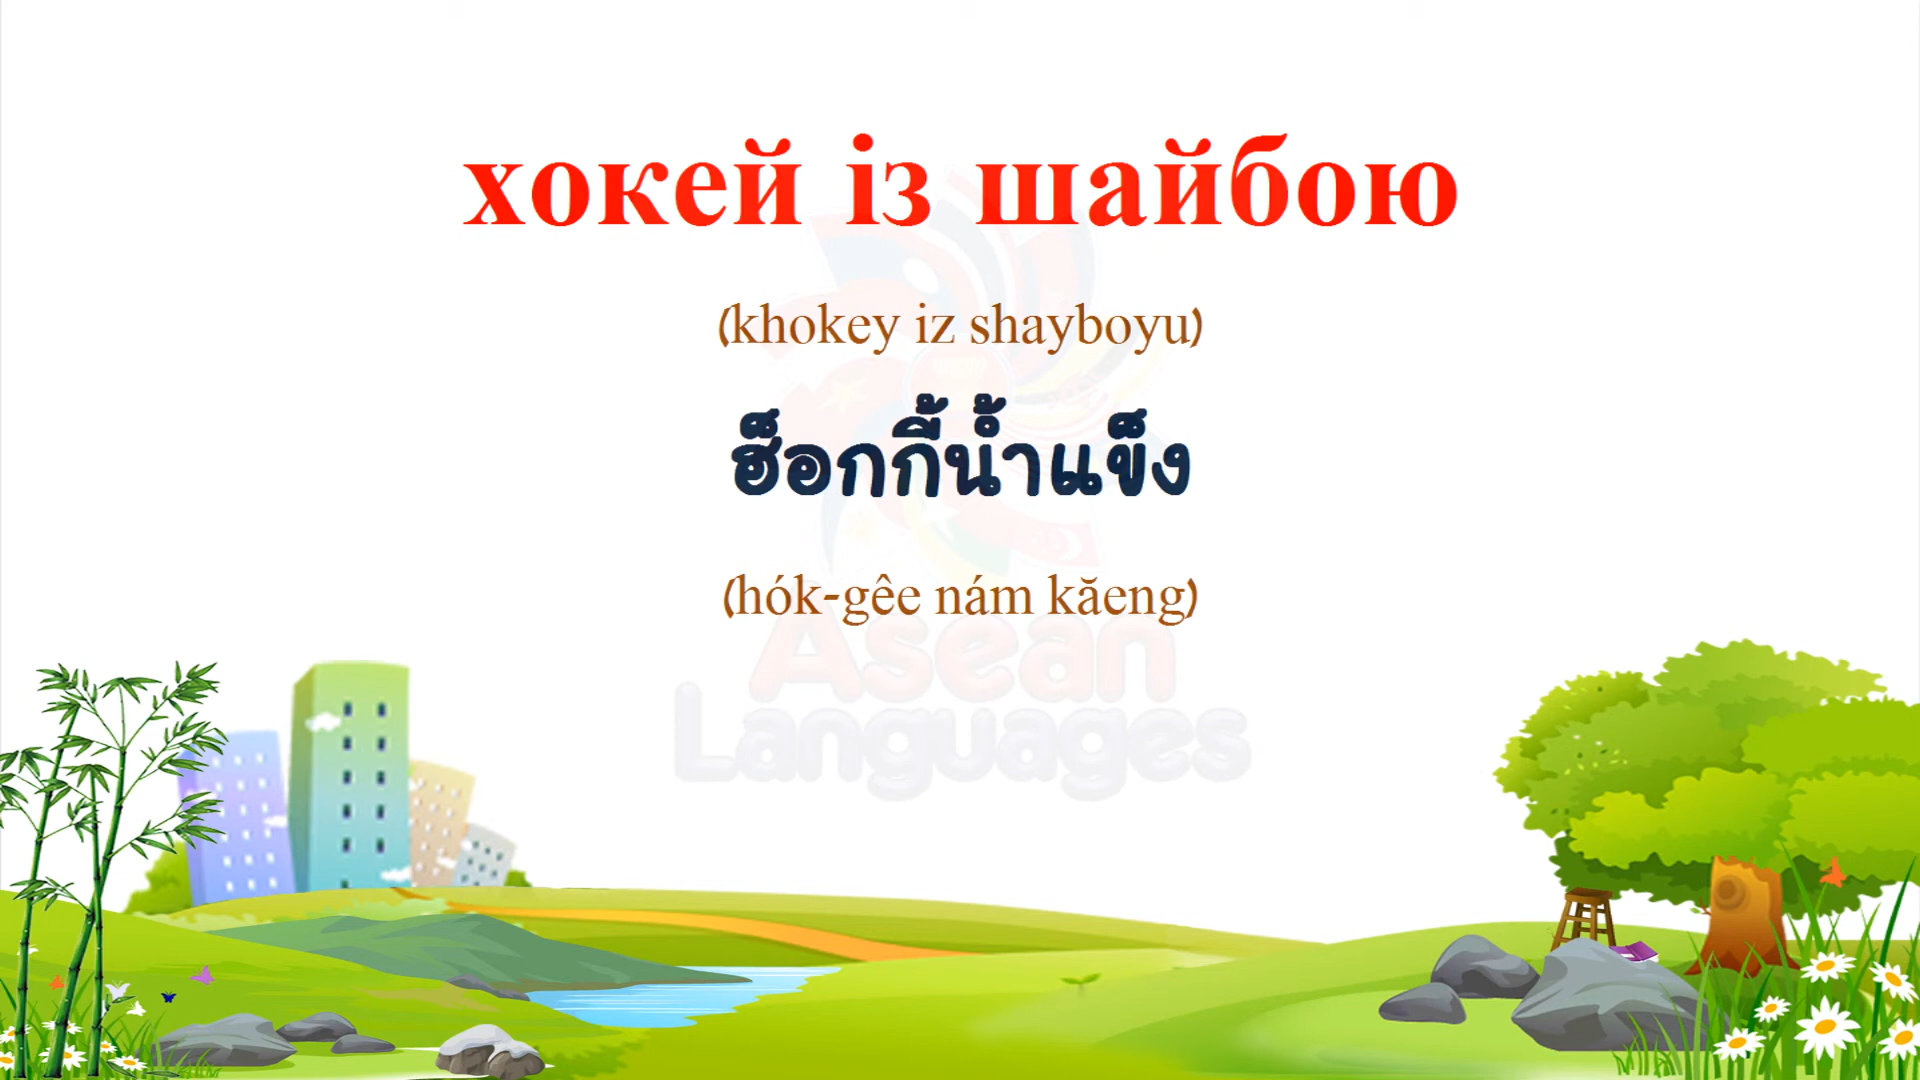 хокей із шайбою
(khokey iz shayboyu)
ฮ็อกกี้น้ำแข็ง
(hók-gêe nám kăeng)
Asean
Languages